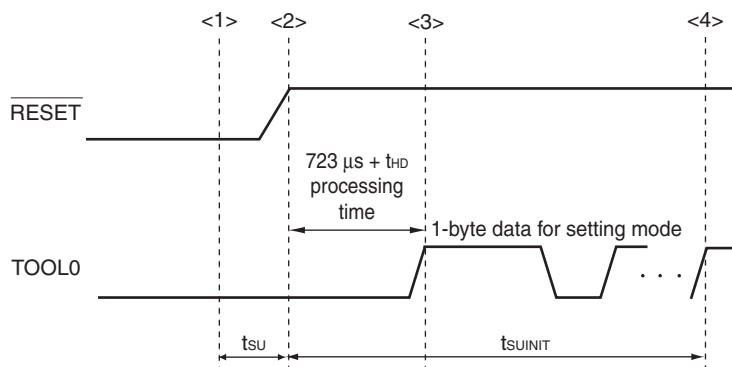 <1> <2> <3> <4>
RESET
723 μs + tHD
processing
time
1-byte data for setting mode
TOOL0
. . .
tSU tSUINIT